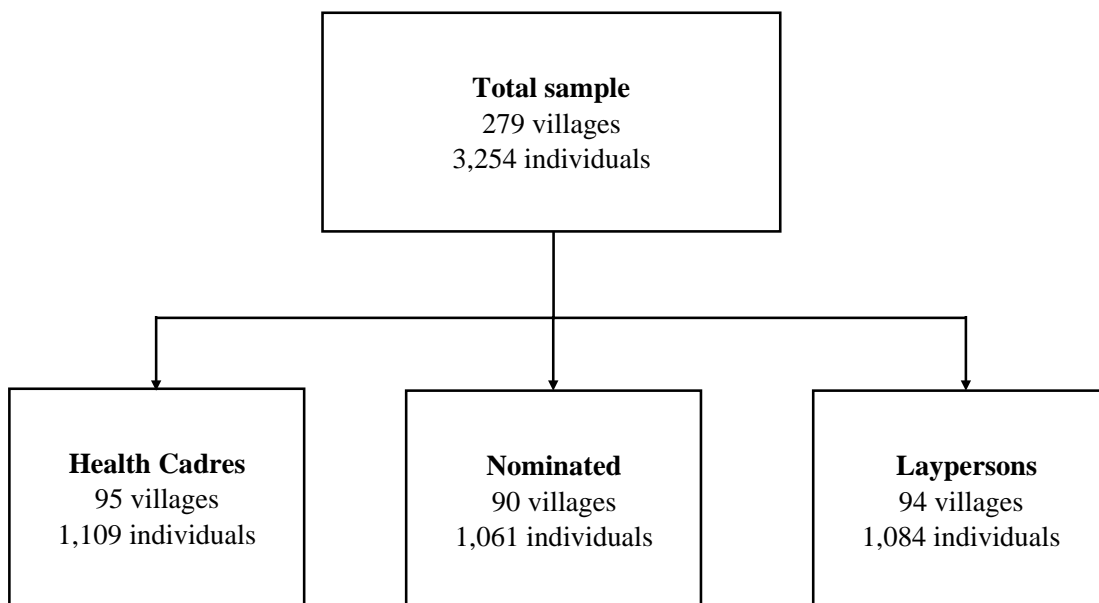 Total sample
279 villages
3,254 individuals
Health Cadres
95 villages
1,109 individuals
Nominated
90 villages
1,061 individuals
Laypersons
94 villages
1,084 individuals